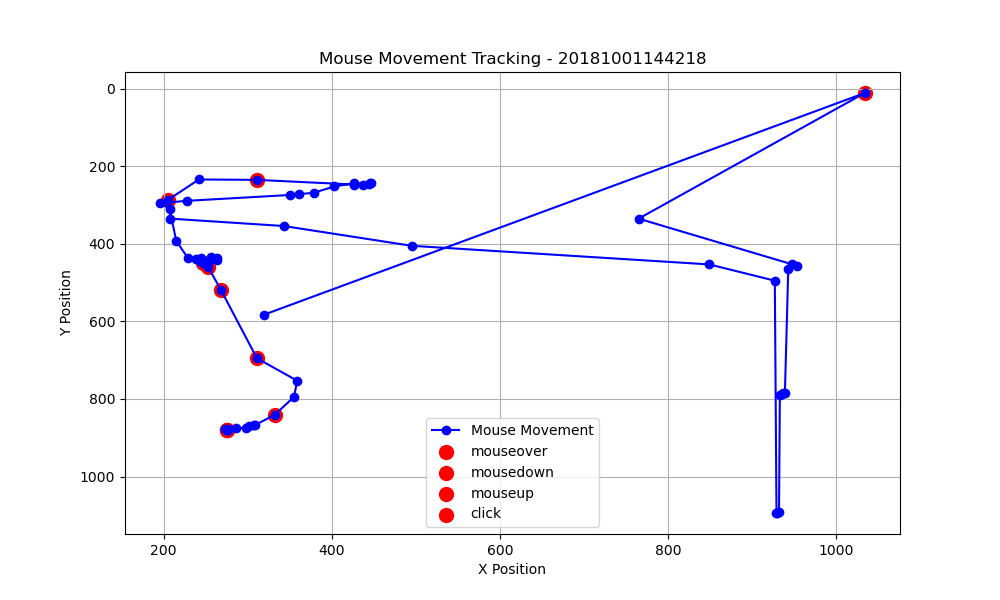 Mouse Movement Tracking - 20181001144218
Y Position
0
200
400
600
800
1000
Mouse Movement
mouseover
mousedown
mouseup
click
200 400 600 800 1000
X Position